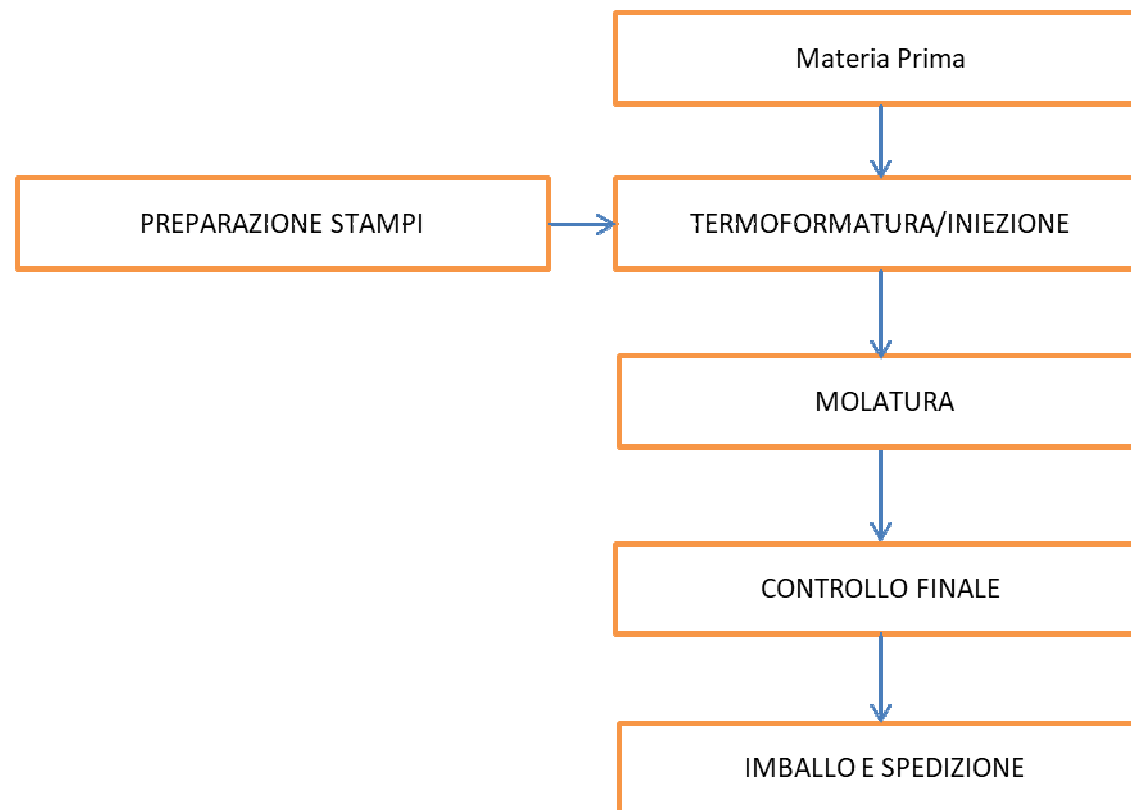 Materia Prima
PREPARAZIONE STAMPI
TERMOFORMATURA/INIEZIONE
MOLATURA
CONTROLLO FINALE
IMBALLO E SPEDIZIONE